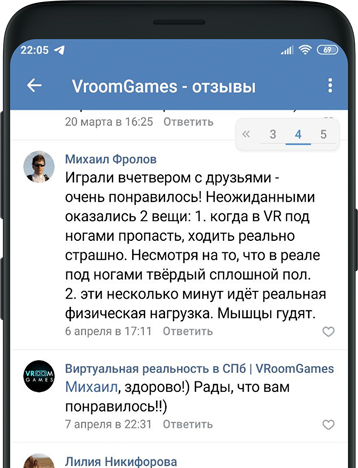 22:05
69
VroomGames - отзывы
20 марта в 16:25 Ответить
« 3 4 5
Михаил Фролов
Играли вчетвером с друзьями -
очень понравилось! Неожиданными
оказались 2 вещи: 1. когда в VR под
ногами пропасть, ходить реально
страшно. Несмотря на то, что в реале
под ногами твёрдый сплошной пол.
2. эти несколько минут идёт реальная
физическая нагрузка. Мышцы гудят.
6 апреля в 17:11 Ответить
VROOM
GAMES
Виртуальная реальность в СПб | VroomGames
Михаил, здорово!) Рады, что вам
понравилось!!)
7 апреля в 22:31 Ответить
Лилия Никифорова